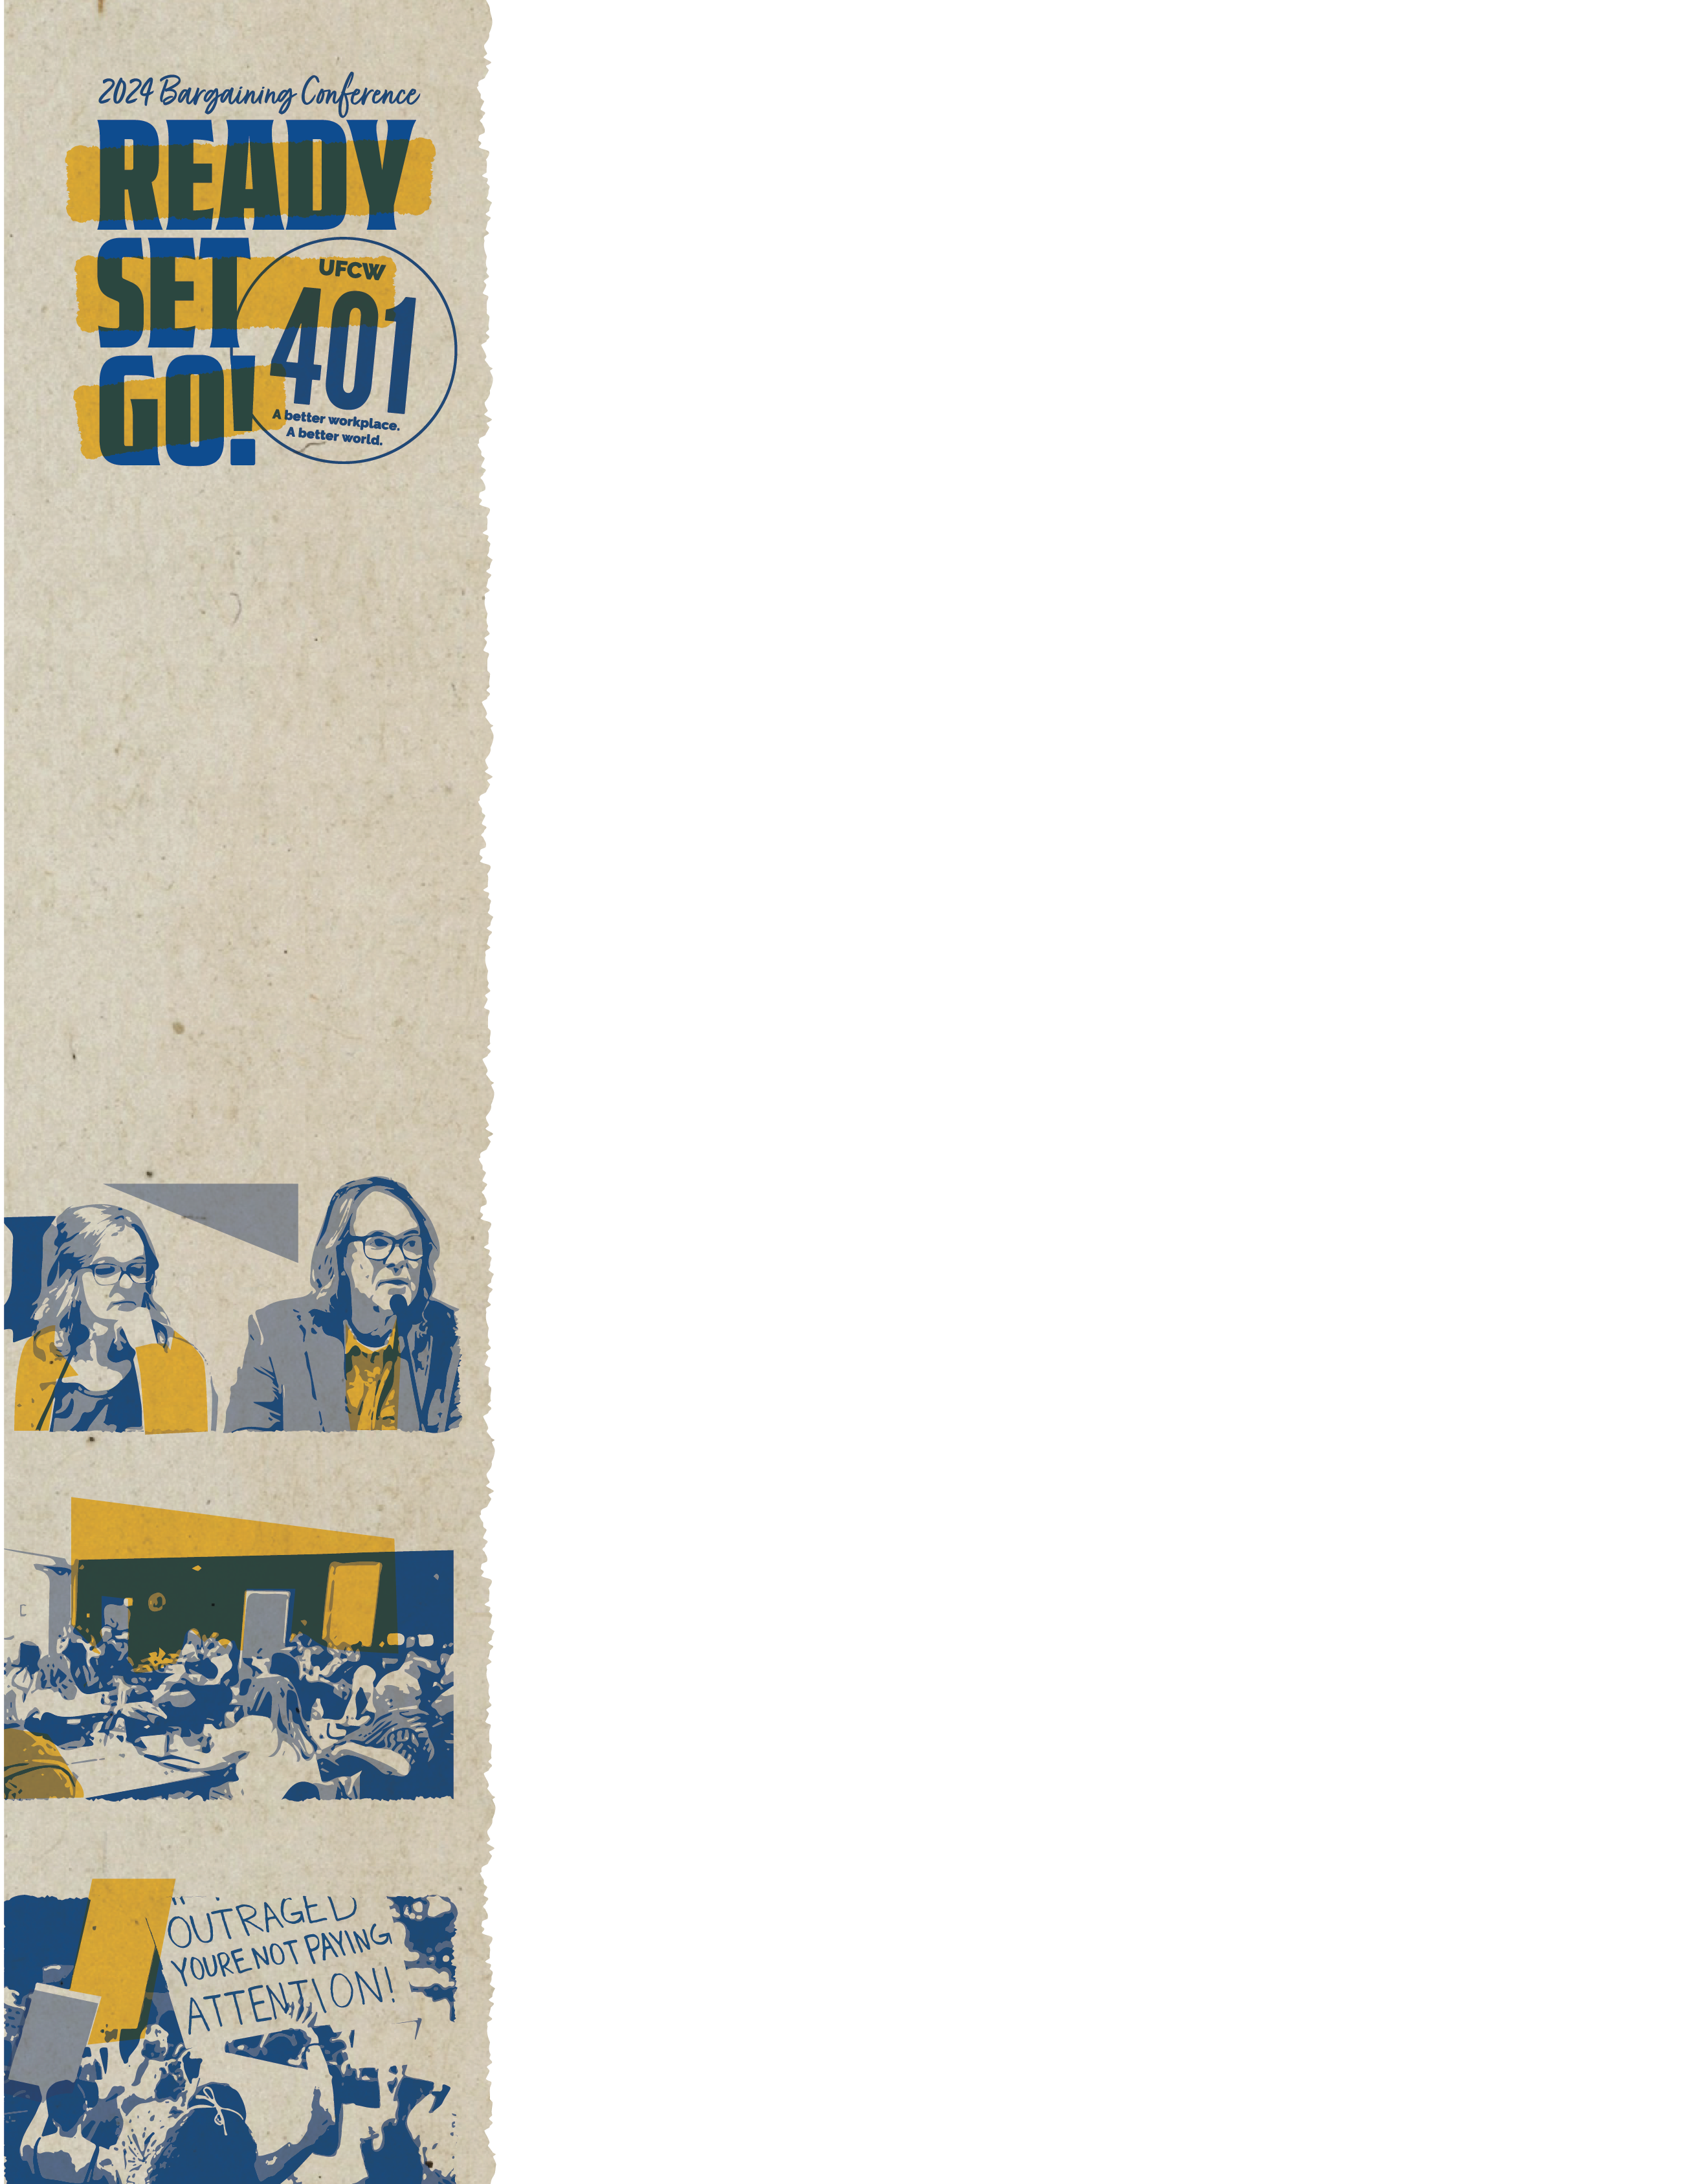 2024 Bargaining Conference
READY
SET
GO!
UFCW
401
A better workplace.
A better world.
OUTRAGED
YOURE NOT PAYING
ATTENTION!